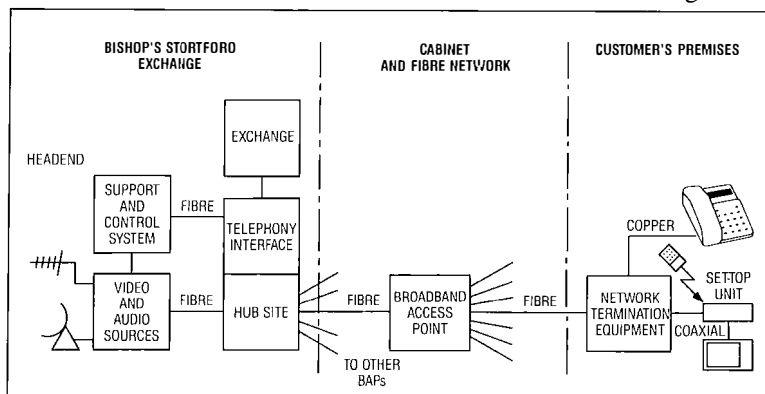 BISHOP'S STORTFORD
EXCHANGE
CABINET
AND FIBRE NETWORK
CUSTOMER'S PREMISES
HEADEND
EXCHANGE
SUPPORT
AND
CONTROL
SYSTEM
FIBRE
TELEPHONY
INTERFACE
VIDEO
AND
AUDIO
SOURCES
FIBRE
HUB SITE
FIBRE
TO OTHER
BAPs
BROADBAND
ACCESS
POINT
FIBRE
COPPER
NETWORK
TERMINATION
EQUIPMENT
SET-TOP
UNIT
COAXIAL